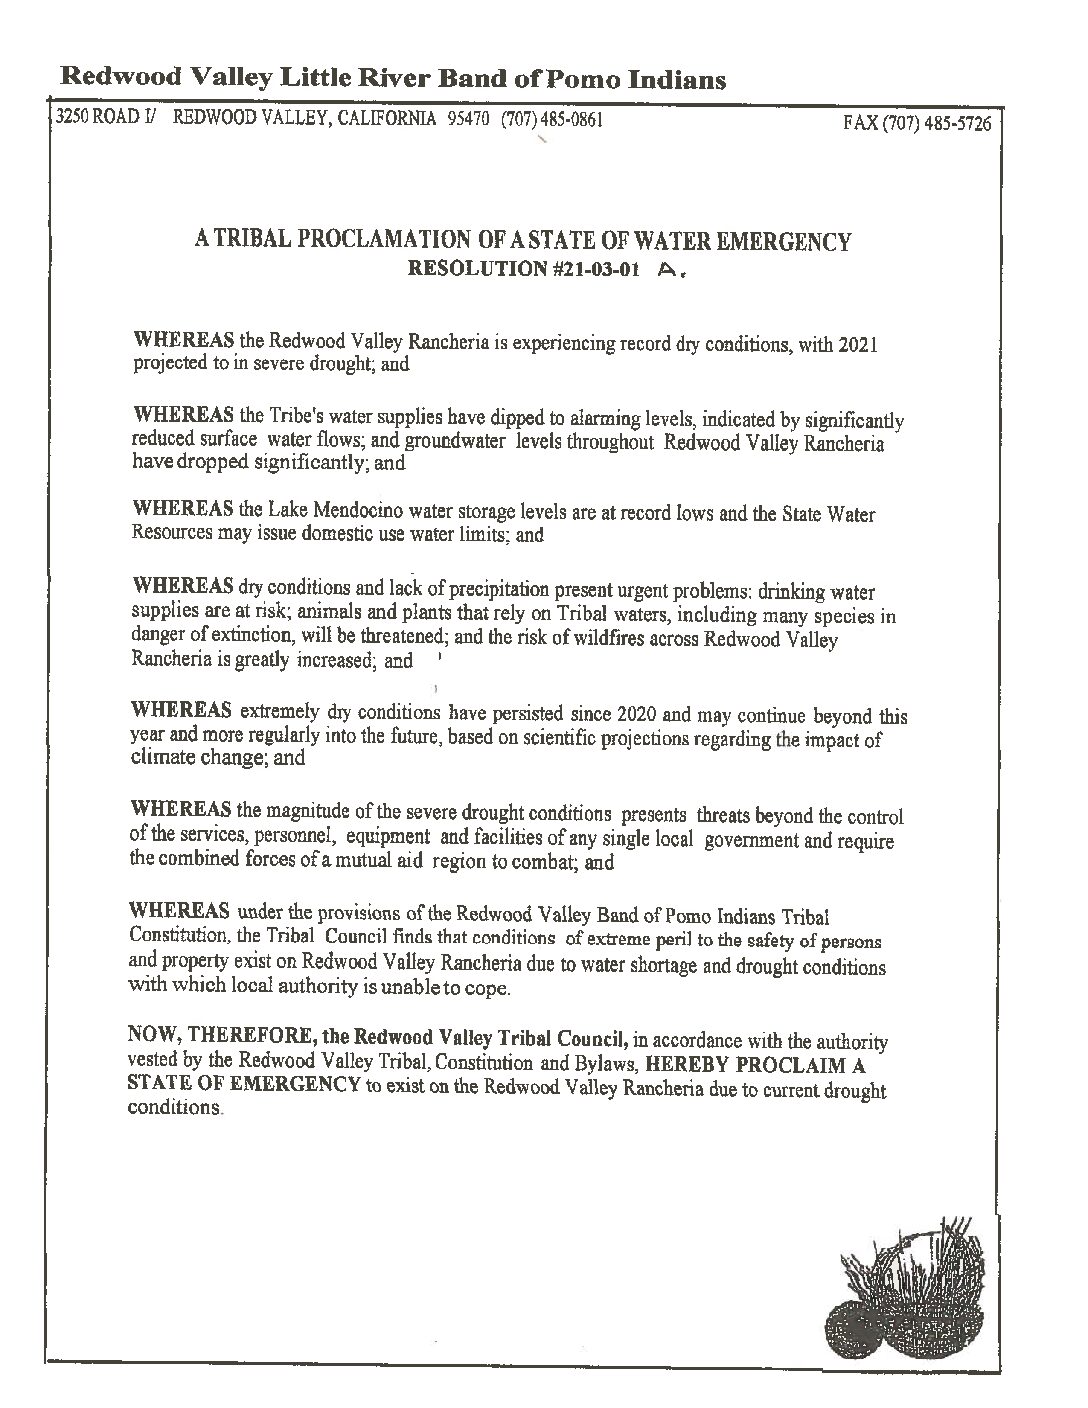 Redwood Valley Little River Band of Pomo Indians
3250 ROAD I/ REDWOOD VALLEY, CALIFORNIA 95470 (707) 485-0861 FAX (707) 485-5726
A TRIBAL PROCLAMATION OF A STATE OF WATER EMERGENCY
RESOLUTION #21-03-01 A.
WHEREAS the Redwood Valley Rancheria is experiencing record dry conditions, with 2021
projected to in severe drought; and
WHEREAS the Tribe's water supplies have dipped to alarming levels, indicated by significantly
reduced surface water flows; and groundwater levels throughout Redwood Valley Rancheria
have dropped significantly; and
WHEREAS the Lake Mendocino water storage levels are at record lows and the State Water
Resources may issue domestic use water limits; and
WHEREAS dry conditions and lack of precipitation present urgent problems: drinking water
supplies are at risk; animals and plants that rely on Tribal waters, including many species in
danger of extinction, will be threatened; and the risk of wildfires across Redwood Valley
Rancheria is greatly increased; and
WHEREAS extremely dry conditions have persisted since 2020 and may continue beyond this
year and more regularly into the future, based on scientific projections regarding the impact of
climate change; and
WHEREAS the magnitude of the severe drought conditions presents threats beyond the control
of the services, personnel, equipment and facilities of any single local government and require
the combined forces of a mutual aid region to combat; and
WHEREAS under the provisions of the Redwood Valley Band of Pomo Indians Tribal
Constitution, the Tribal Council finds that conditions of extreme peril to the safety of persons
and property exist on Redwood Valley Rancheria due to water shortage and drought conditions
with which local authority is unable to cope.
NOW, THEREFORE, the Redwood Valley Tribal Council, in accordance with the authority
vested by the Redwood Valley Tribal, Constitution and Bylaws, HEREBY PROCLAIM A
STATE OF EMERGENCY to exist on the Redwood Valley Rancheria due to current drought
conditions.